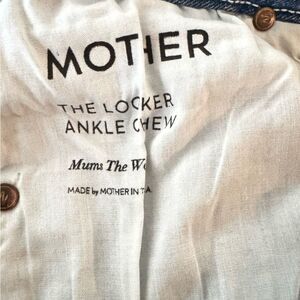 MOTHER
THE LOCKER
ANKLE CHEW
Mums The
MADE by MOTHER IN